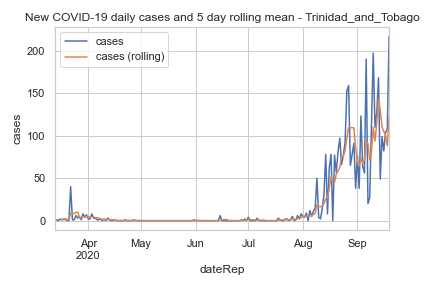 New COVID-19 daily cases and 5 day rolling mean - Trinidad_and_Tobago
cases
cases (rolling)
200
150
100
50
0
cases
Apr
2020
May
Jun
Jul
Aug
Sep
dateRep